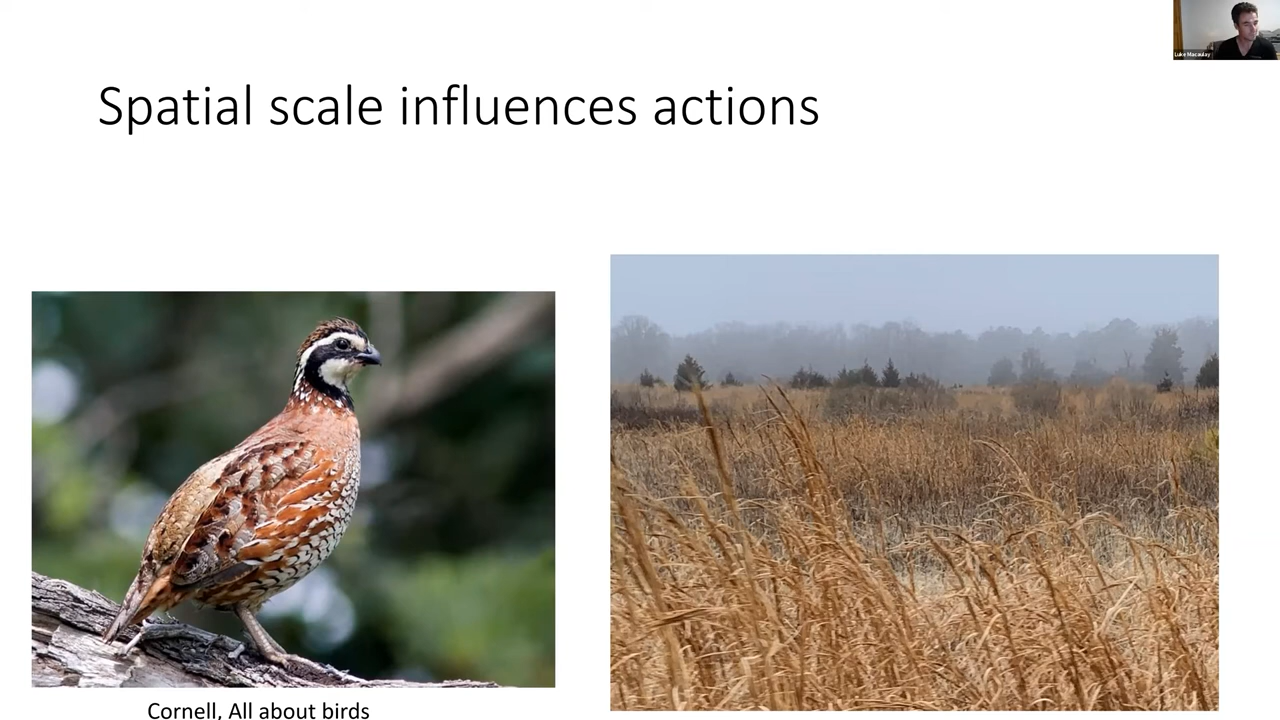 Luke Macaulay
Spatial scale influences actions
Cornell, All about birds